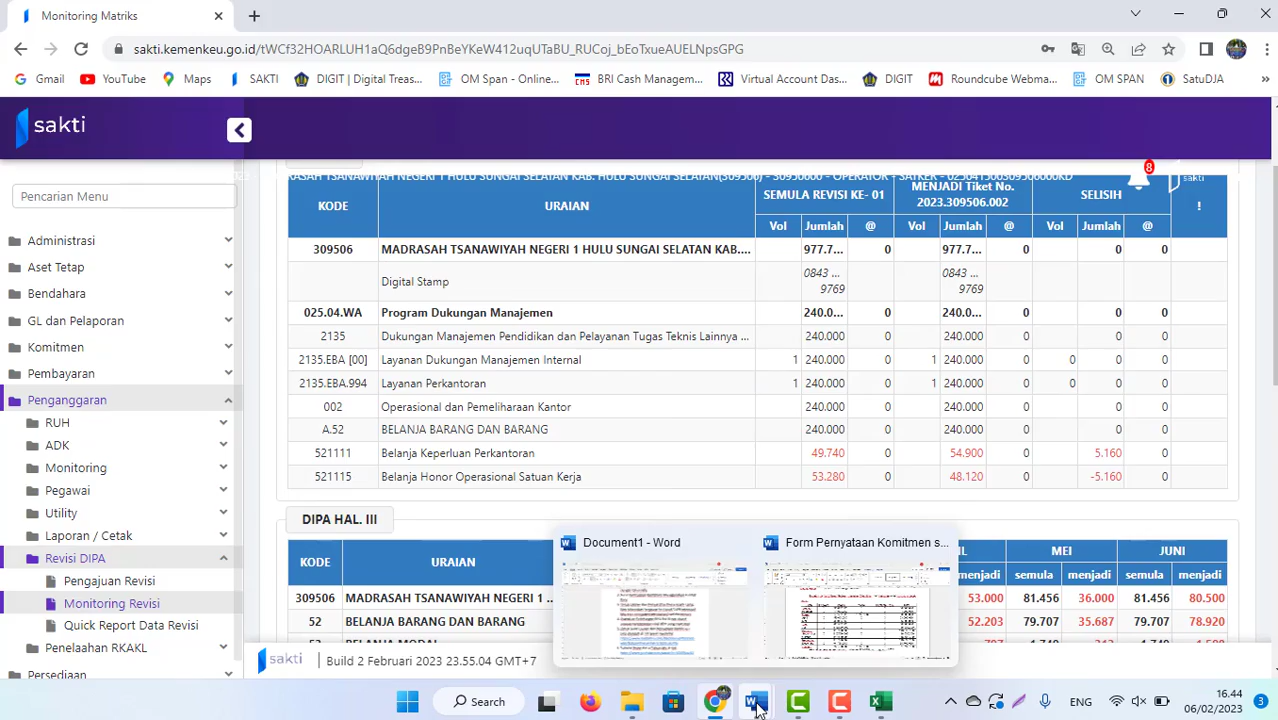 Monitoring Matriks
sakti.kemenkeu.go.id/tWCf32HOARLUH1aQ6dgeB9PnBeYKeW412uqUTaBU_RUCoj_bEoTxueAUELNpsGPG
Gmail YouTube Maps SAKTI DIGIT | Digital Treas... OM Span - Online... BRI Cash Managem... Virtual Account Das... DIGIT Roundcube Webma... OM SPAN SatuDJA
sakti
8
sakti
Pencarian Menu
Administrasi
Aset Tetap
Bendahara
GL dan Pelaporan
Komitmen
Pembayaran
Penganggaran
RUH
ADK
Monitoring
Pegawai
Utility
Laporan / Cetak
Revisi DIPA
Pengajuan Revisi
Monitoring Revisi
Quick Report Data Revisi
Penelaahan RKAKL
Persediaan
KODE URAIAN SEMULA REVISI KE- 01 MENJADI Tiket No. 2023.309506.002 SELISIH !
Vol Jumlah @ Vol Jumlah @ Vol Jumlah @
309506 MADRASAH TSANAWIYAH NEGERI 1 HULU SUNGAI SELATAN KAB.... 977.7... 0 977.7... 0 0 0
Digital Stamp 0843 ... 9769 0843 ... 9769
025.04.WA Program Dukungan Manajemen 240.0... 0 240.0... 0 0 0
2135 Dukungan Manajemen Pendidikan dan Pelayanan Tugas Teknis Lainnya ... 240.000 0 240.000 0 0 0
2135.EBA [00] Layanan Dukungan Manajemen Internal 1 240.000 0 1 240.000 0 0 0 0
2135.EBA.994 Layanan Perkantoran 1 240.000 0 1 240.000 0 0 0 0
002 Operasional dan Pemeliharaan Kantor 240.000 0 240.000 0 0 0
A.52 BELANJA BARANG DAN BARANG 240.000 0 240.000 0 0 0
521111 Belanja Keperluan Perkantoran 49.740 0 54.900 0 5.160 0
521115 Belanja Honor Operasional Satuan Kerja 53.280 0 48.120 0 -5.160 0
DIPA HAL. III
Document1 - Word
Form Pernyataan Komitmen s...
KODE URAIAN MEI JUNI
menjadi semula menjadi semula menjadi
309506 MADRASAH TSANAWIYAH NEGERI 1 ... 53.000 81.456 36.000 81.456 80.500
52 BELANJA BARANG DAN BARANG 52.203 79.707 79.707 78.920
sakti Build 2 Februari 2023 23.55.04 GMT+7
Search
ENG
16.44
06/02/2023
3